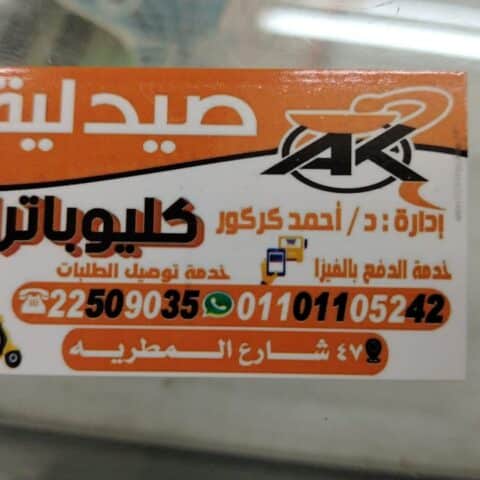 صيدلية
AK
إدارة : د/ أحمد كركور
كليوباترا
خدمة الدفع بالفيزا
خدمة توصيل الطلبات
22509035 01101105242
٤٧ شارع المطريه